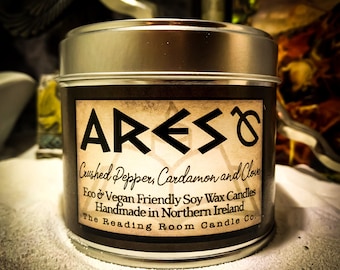 ARES
Crushed Pepper, Cardamon and Clove
Eco & Vegan Friendly Soy Wax Candles
Handmade in Northern Ireland
The Reading Room Candle Co.